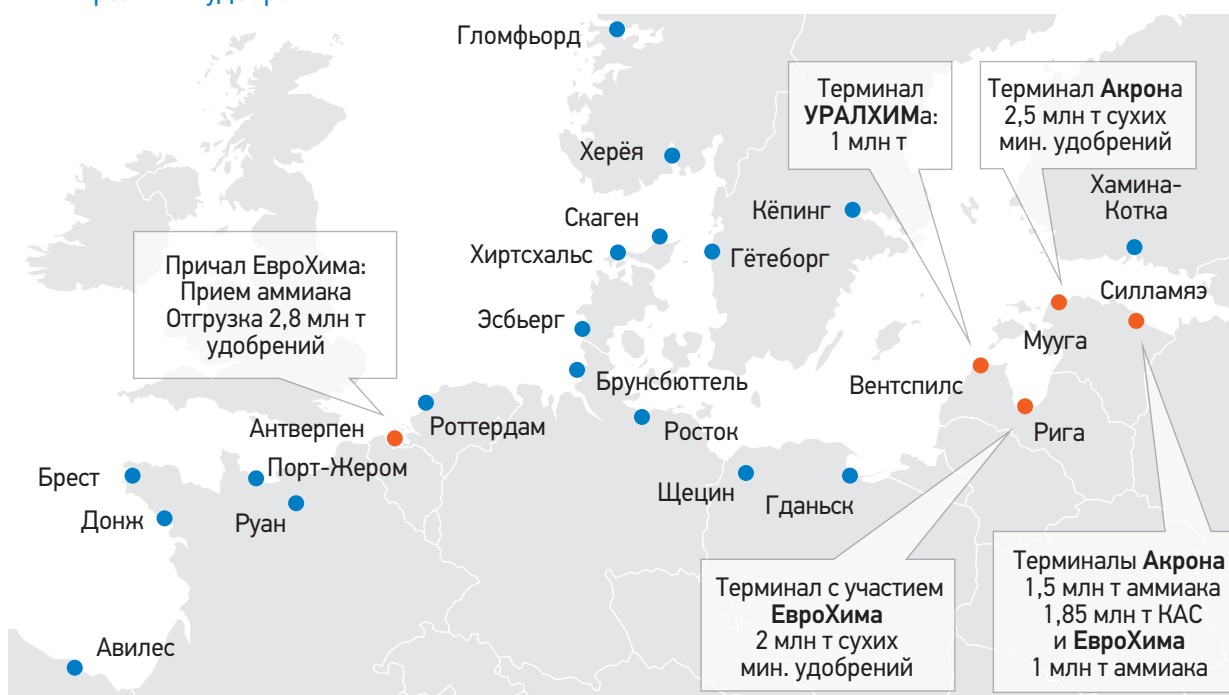 Гломфьорд
Терминал
УРАЛХИМа:
1 млн т
Терминал Акрона
2,5 млн т сухих
мин. удобрений
Херёя
Хамина-
Котка
Скаген
Кёпинг
Хиртсхальс
Гётеборг
Причал ЕвроХима:
Прием аммиака
Отгрузка 2,8 млн т
удобрений
Силламяэ
Эсбьерг
Мууга
Брунсбюттель
Вентспилс
Антверпен
Роттердам
Росток
Рига
Брест
Порт-Жером
Щецин
Гданьск
Донж
Руан
Терминал с участием
ЕвроХима
2 млн т сухих
мин. удобрений
Терминалы Акрона
1,5 млн т аммиака
1,85 млн т КАС
и ЕвроХима
1 млн т аммиака
Авилес